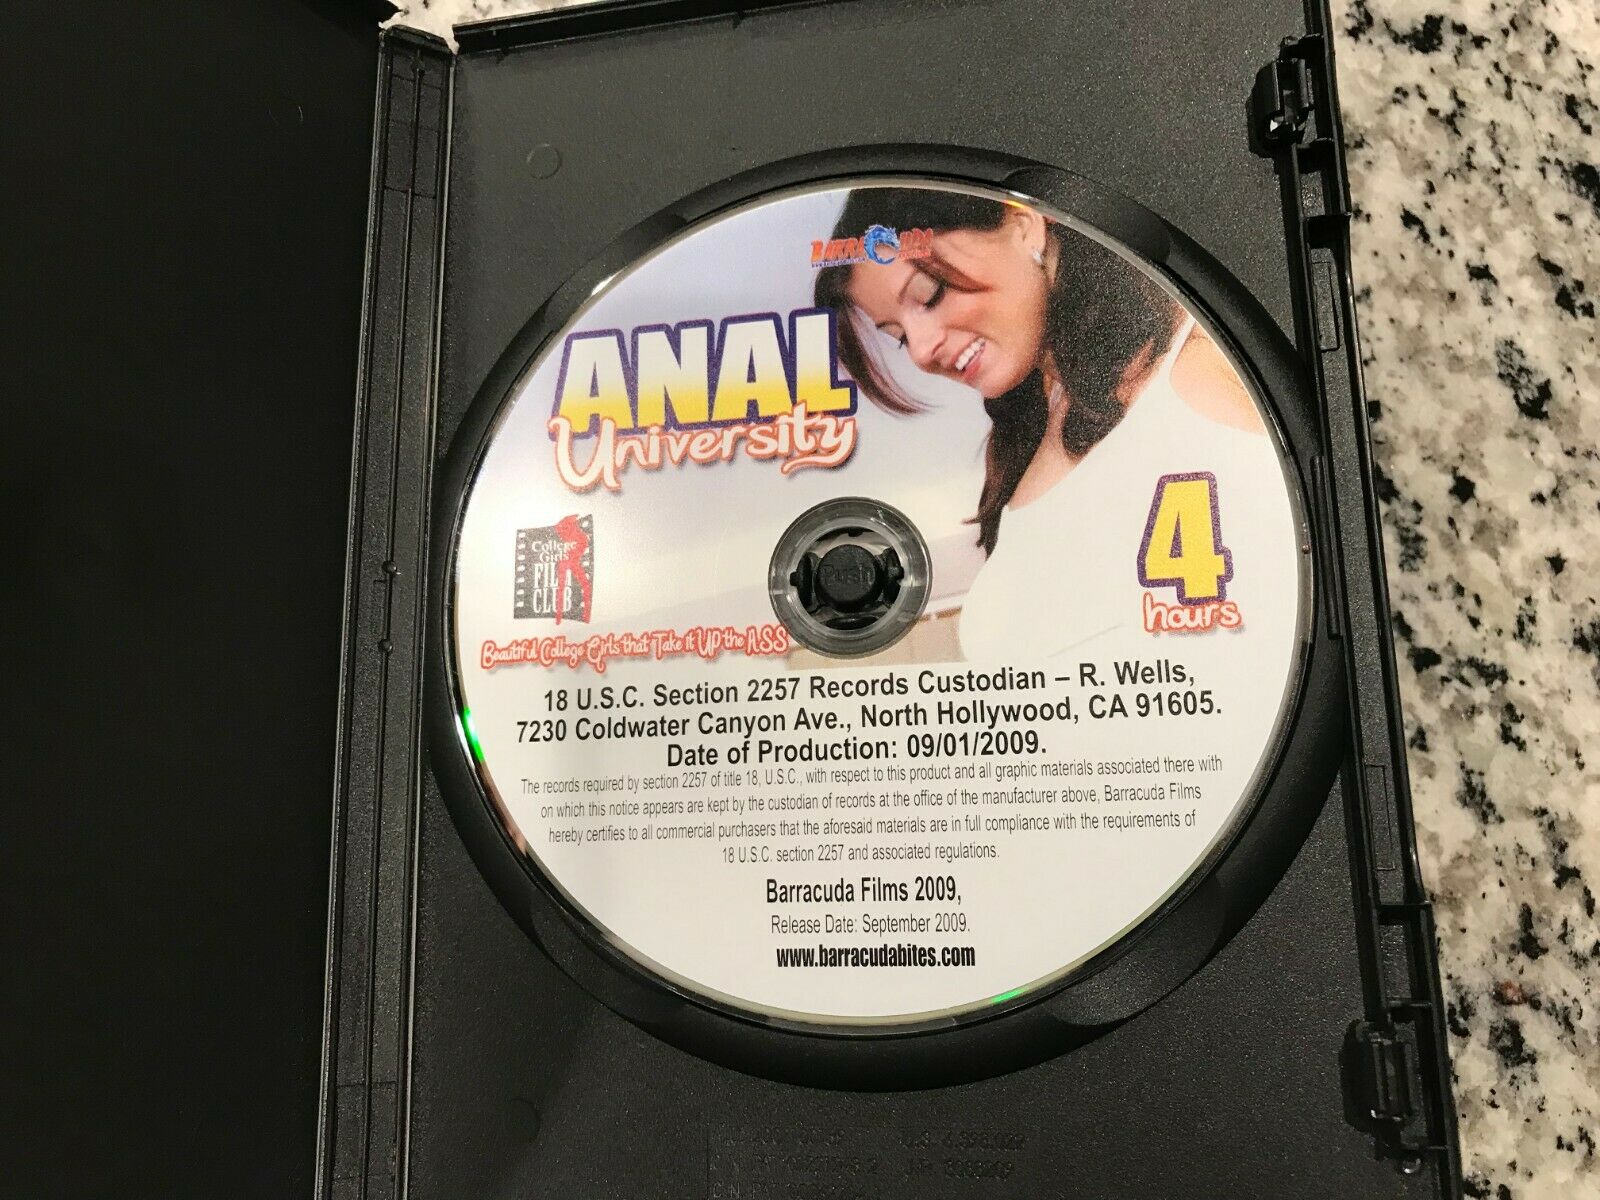 BARRACUDA
ANAL
University
College
Girls
FILM
CLUB
4
hours
Beautiful College Girls that Take it UP the ASS
Push
18 U.S.C. Section 2257 Records Custodian – R. Wells,
7230 Coldwater Canyon Ave., North Hollywood, CA 91605.
Date of Production: 09/01/2009.
The records required by section 2257 of title 18, U.S.C., with respect to this product and all graphic materials associated there with
on which this notice appears are kept by the custodian of records at the office of the manufacturer above, Barracuda Films
hereby certifies to all commercial purchasers that the aforesaid materials are in full compliance with the requirements of
18 U.S.C. section 2257 and associated regulations.
Barracuda Films 2009,
Release Date: September 2009.
www.barracudabites.com